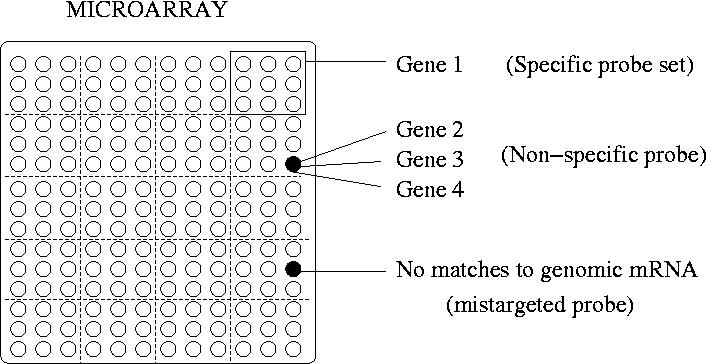 MICROARRAY
Gene 1 (Specific probe set)
Gene 2
Gene 3 (Non-specific probe)
Gene 4
No matches to genomic mRNA
(mistargeted probe)